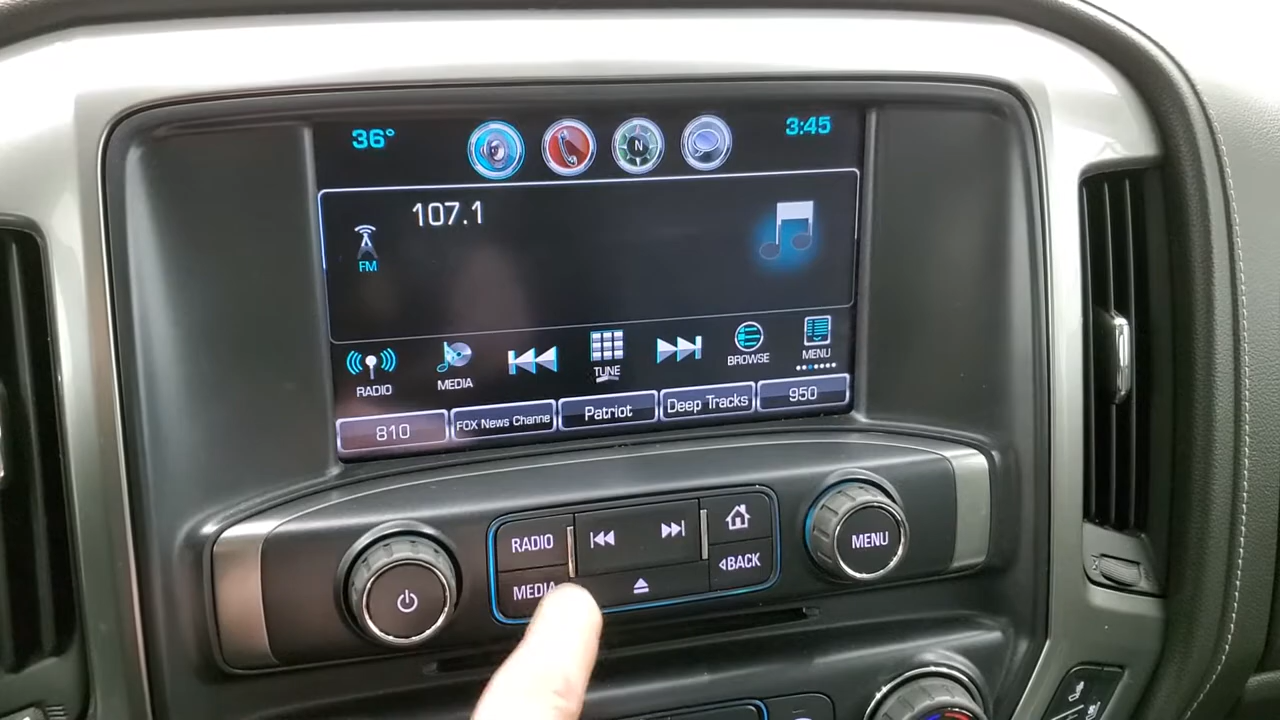 36°
N
3:45
107.1
FM
RADIO
MEDIA
TUNE
BROWSE
MENU
810
FOX News Channe
Patriot
Deep Tracks
950
RADIO
MEDIA
BACK
MENU